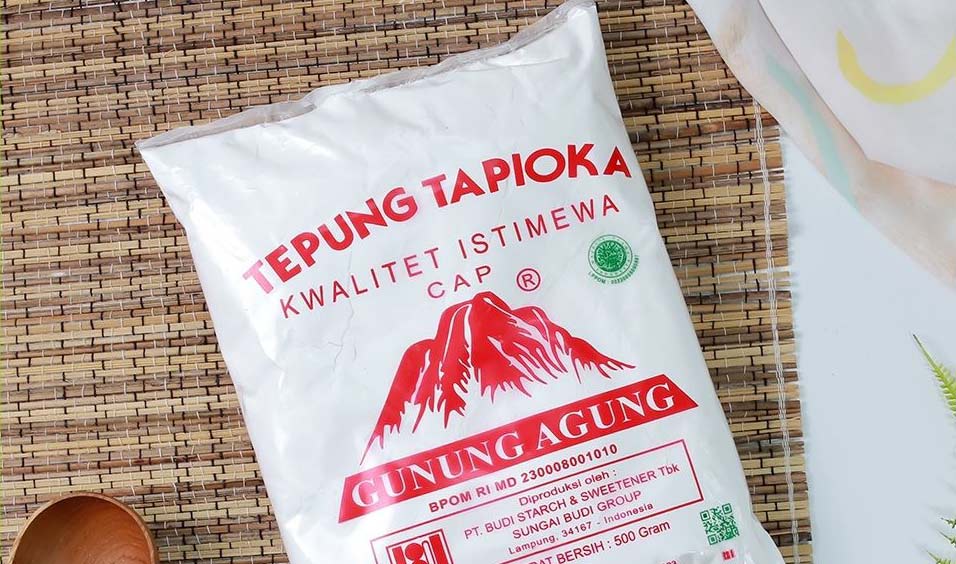 TEPUNG TAPIOKA
KWALITET ISTIMEWA
CAP ®
GUNUNG AGUNG
BPOM RI MD 230008001010
Diproduksi oleh :
PT. BUDI STARCH & SWEETENER Tbk
SUNGAI BUDI GROUP
Lampung, 34167 - Indonesia
BERSIH : 500 Gram